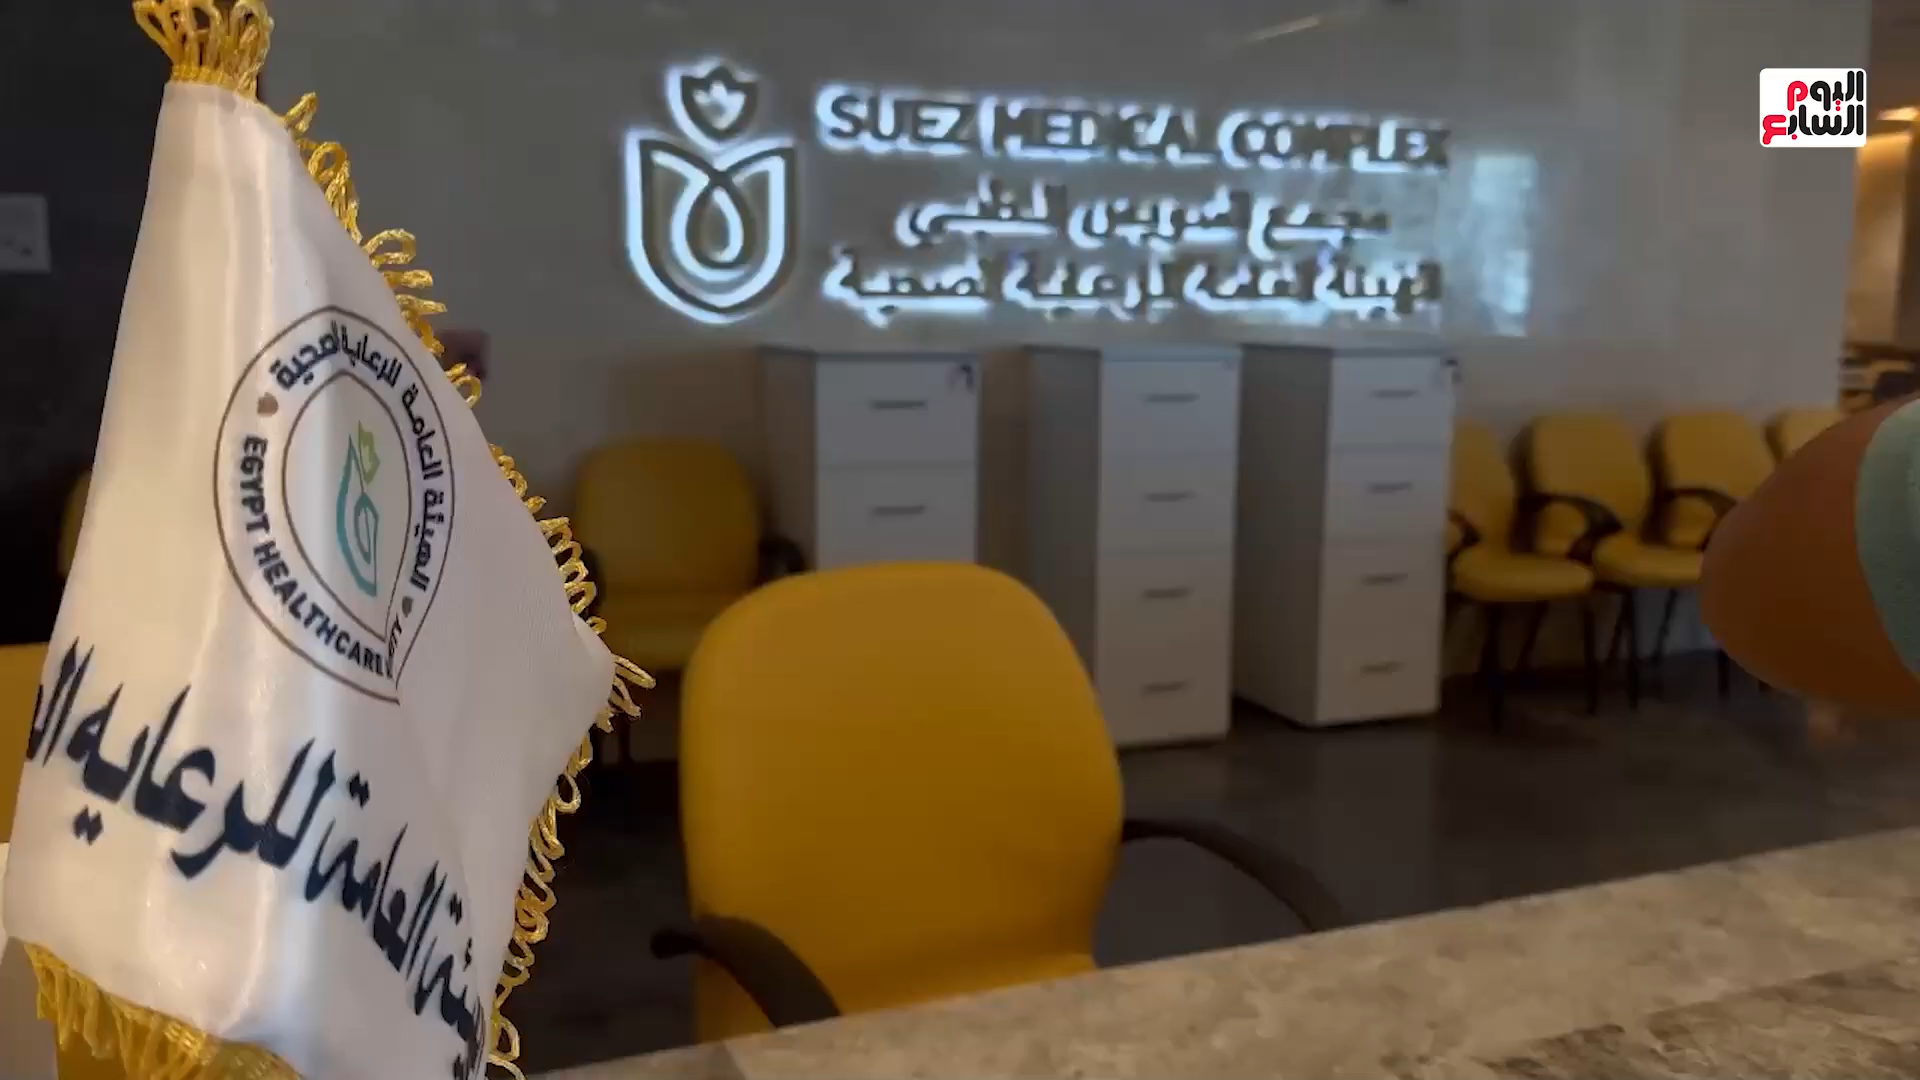 اليوم
السابع
SUEZ MEDICAL COMPLEX
مجمع السويس الطبي
الهيئة العامة للرعاية الصحية
الهيئة العامة للرعاية الصحية
EGYPT HEALTHCARE
الهيئة العامة للرعايه